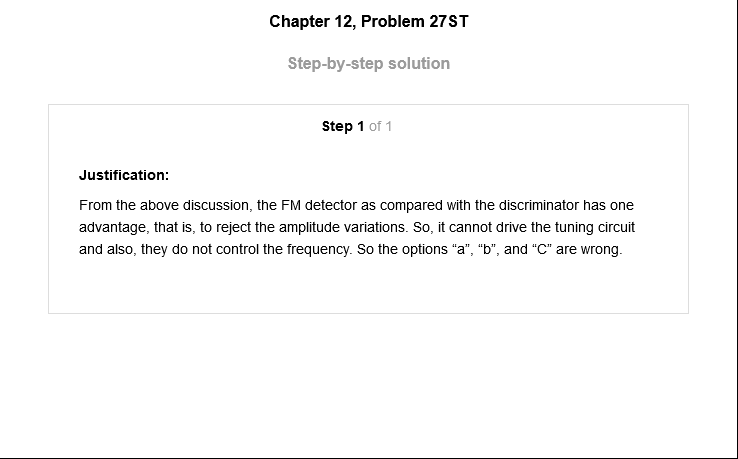 Chapter 12, Problem 27ST
Step-by-step solution
Step 1 of 1
Justification:
From the above discussion, the FM detector as compared with the discriminator has one
advantage, that is, to reject the amplitude variations. So, it cannot drive the tuning circuit
and also, they do not control the frequency. So the options “a”, “b”, and “C” are wrong.